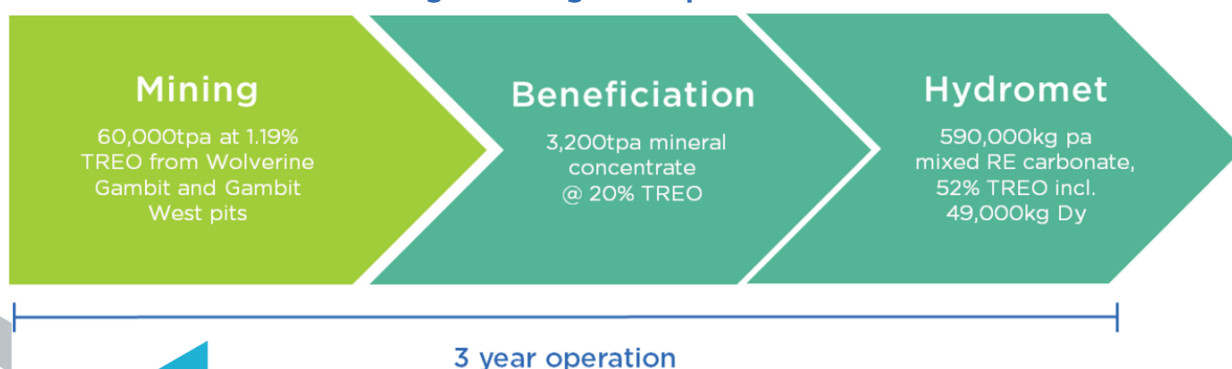 Mining
60,000tpa at 1.19%
TREO from Wolverine
Gambit and Gambit
West pits
Beneficiation
3,200tpa mineral
concentrate
@ 20% TREO
Hydromet
590,000kg pa
mixed RE carbonate,
52% TREO incl.
49,000kg Dy
3 year operation